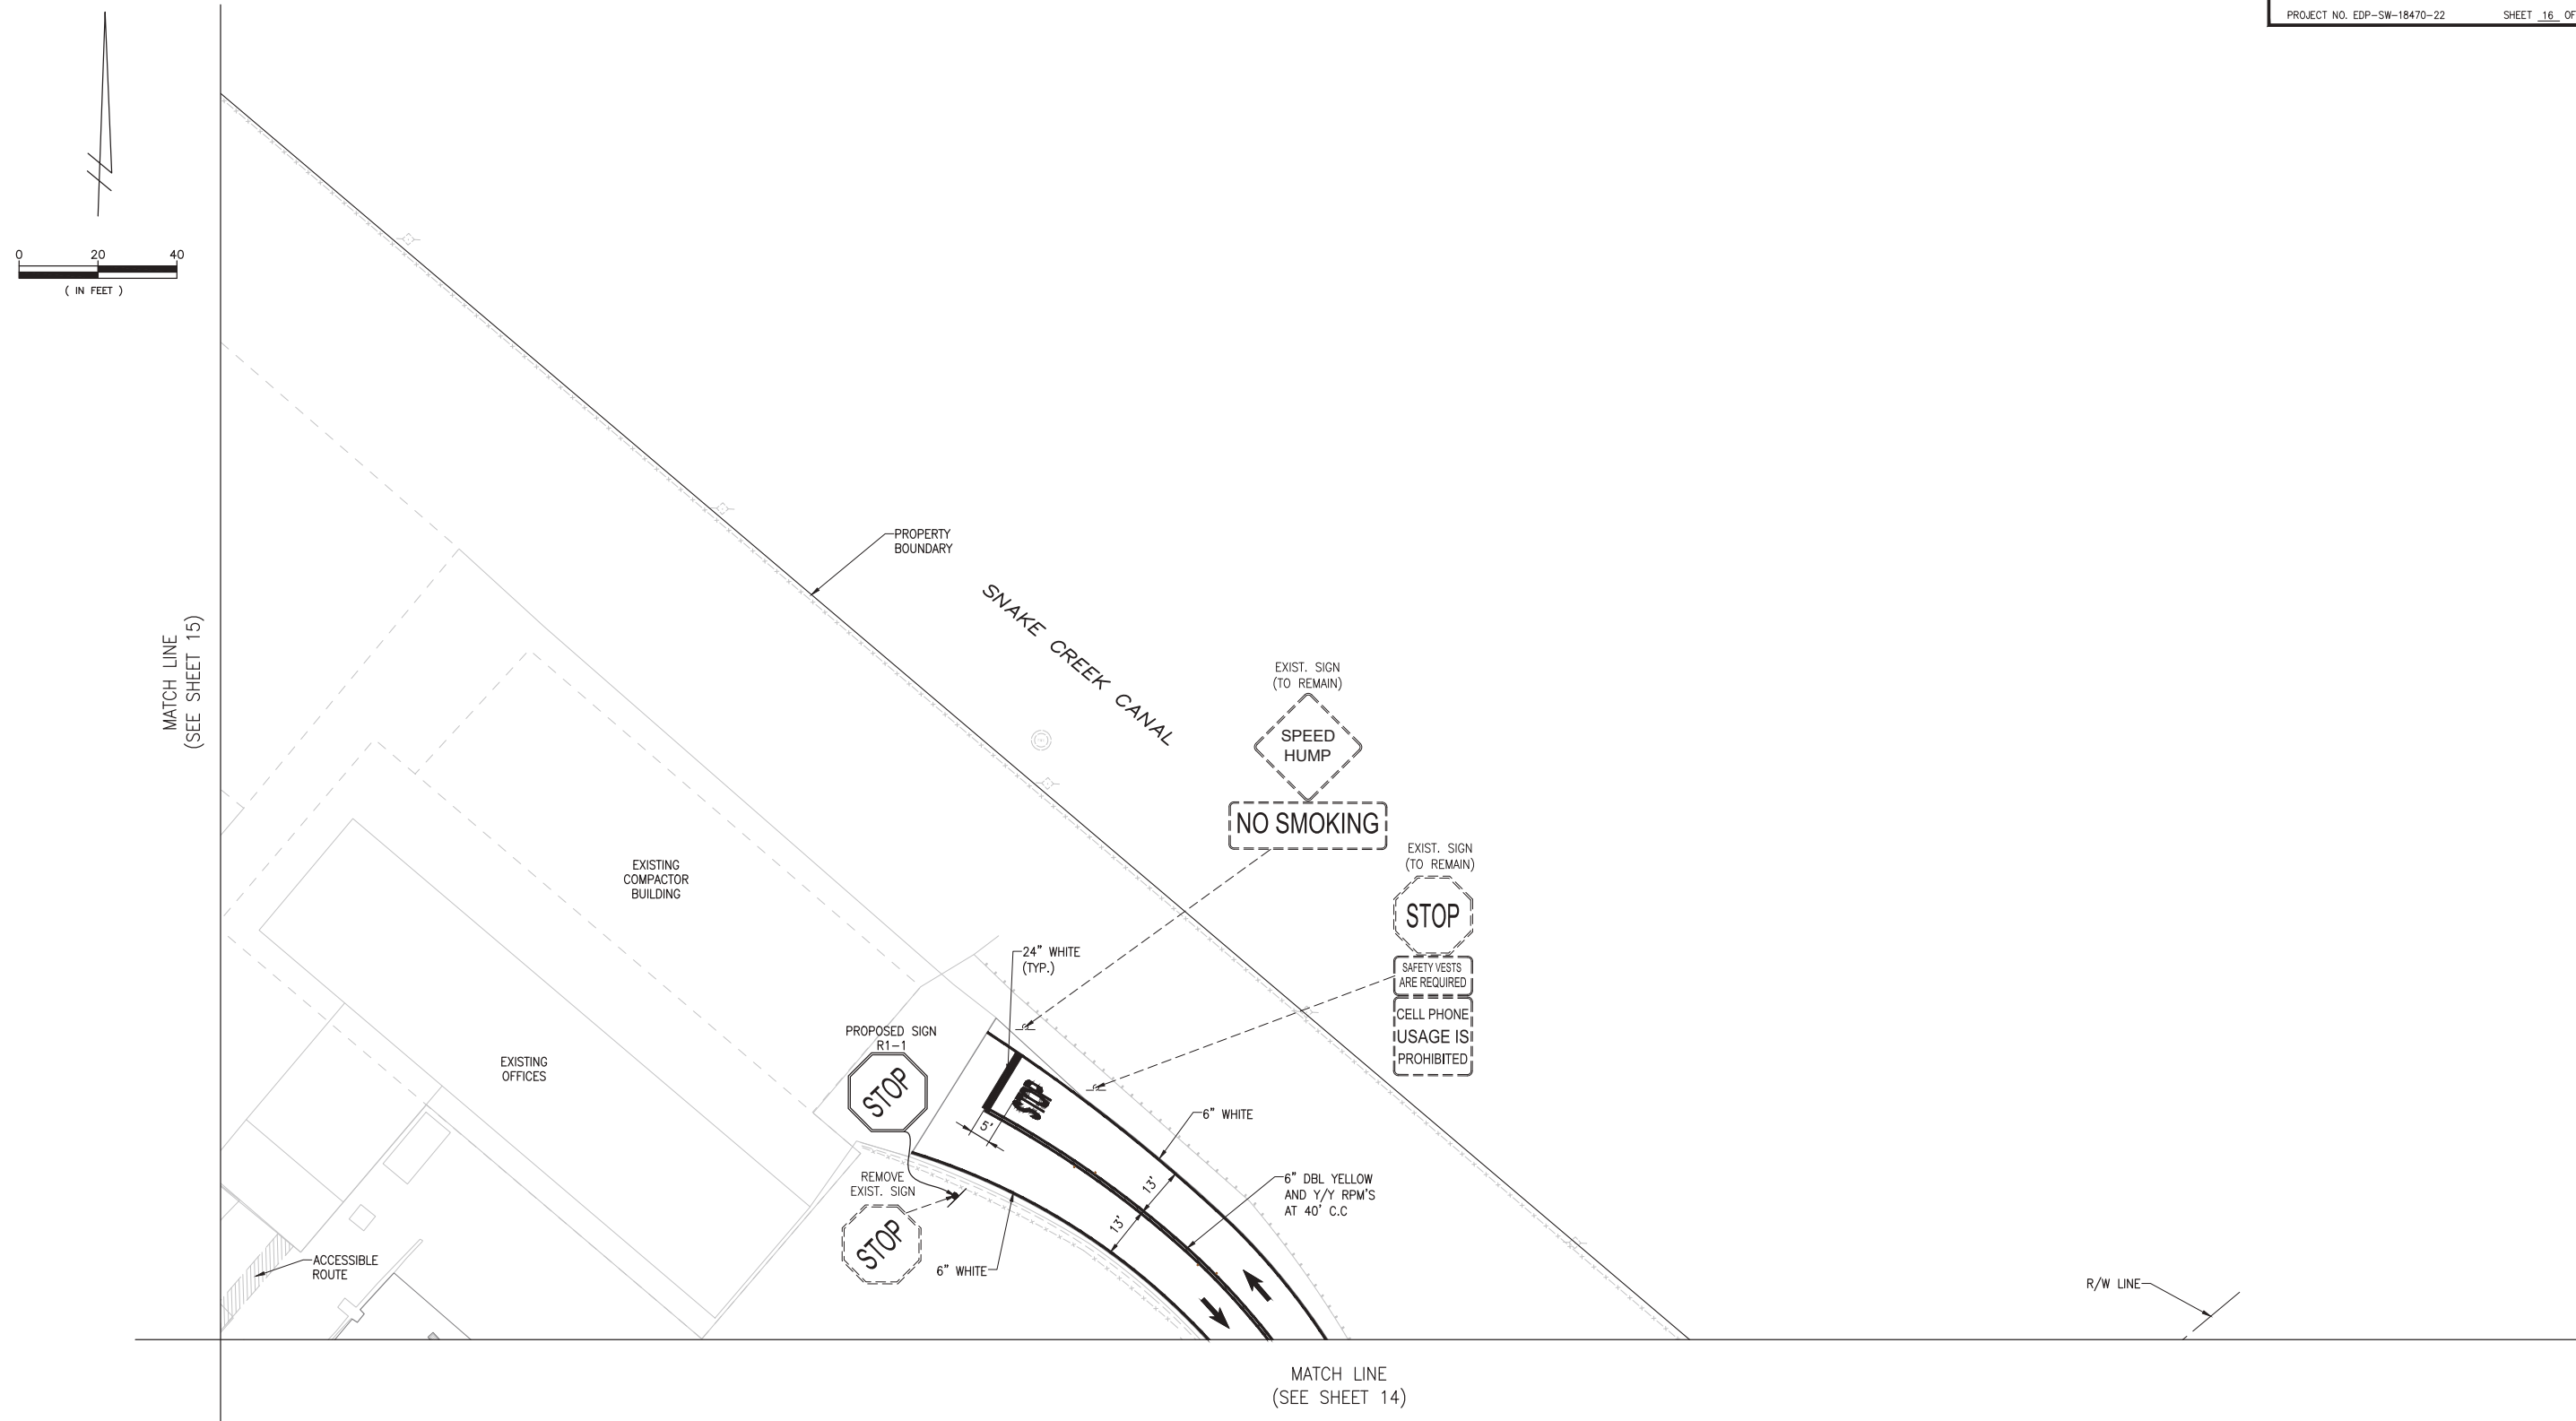 PROJECT NO. EDP-SW-18470-22 SHEET 16 OF
0 20 40
( IN FEET )
PROPERTY
BOUNDARY
SNAKE CREEK CANAL
MATCH LINE
(SEE SHEET 15)
EXIST. SIGN
(TO REMAIN)
SPEED
HUMP
NO SMOKING
EXIST. SIGN
(TO REMAIN)
STOP
SAFETY VESTS
ARE REQUIRED
CELL PHONE
USAGE IS
PROHIBITED
EXISTING
COMPACTOR
BUILDING
24" WHITE
(TYP.)
PROPOSED SIGN
R1-1
STOP
EXISTING
OFFICES
STOP
5'
6" WHITE
REMOVE
EXIST. SIGN
STOP
13'
13'
6" DBL YELLOW
AND Y/Y RPM'S
AT 40' C.C
6" WHITE
ACCESSIBLE
ROUTE
R/W LINE
MATCH LINE
(SEE SHEET 14)